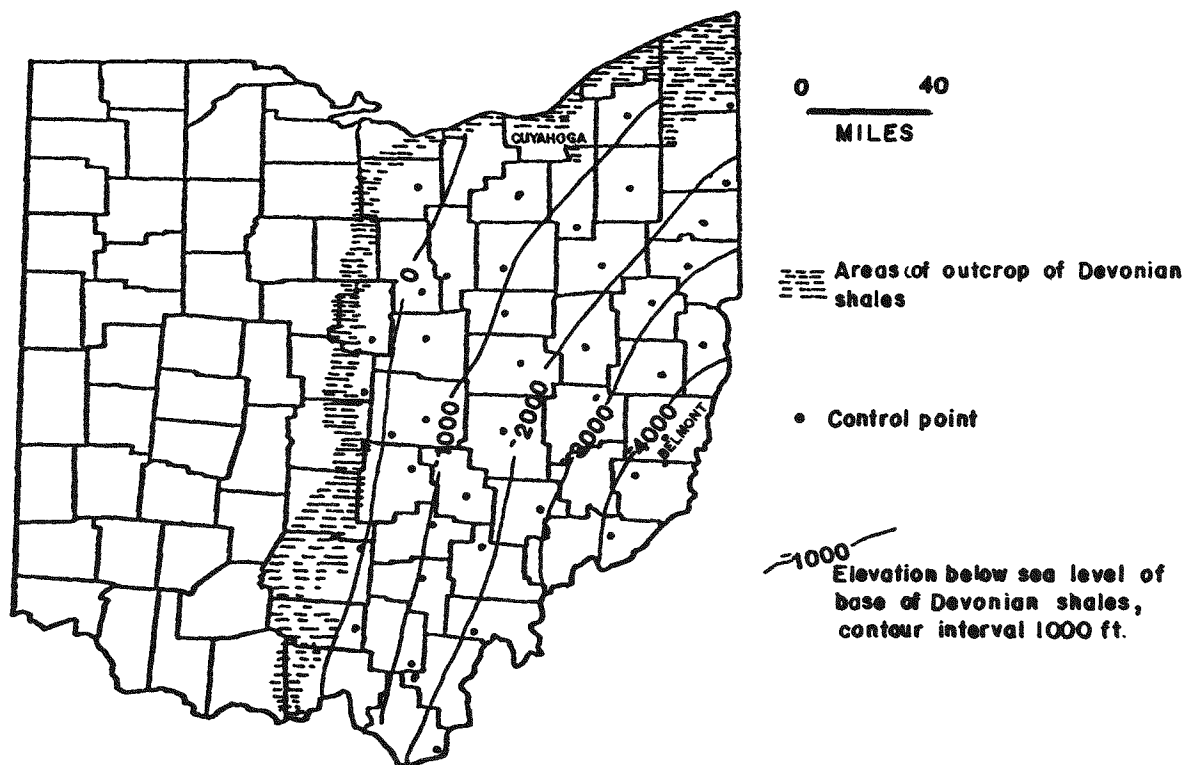 CUYAHOGA
0
-1000
-2000
-3000
-4000
BELMONT
0 40
MILES
Areas of outcrop of Devonian
shales
Control point
-1000
Elevation below sea level of
base of Devonian shales,
contour interval 1000 ft.